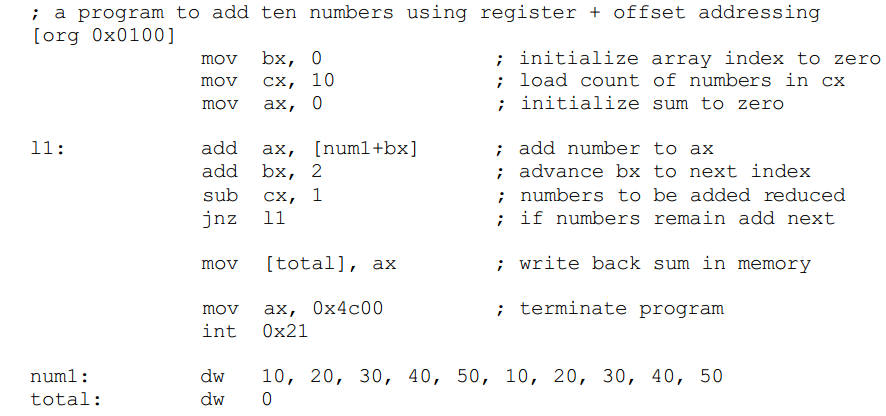 ; a program to add ten numbers using register + offset addressing
[org 0x0100]
mov bx, 0 ; initialize array index to zero
mov cx, 10 ; load count of numbers in cx
mov ax, 0 ; initialize sum to zero
l1: add ax, [num1+bx] ; add number to ax
add bx, 2 ; advance bx to next index
sub cx, 1 ; numbers to be added reduced
jnz l1 ; if numbers remain add next
mov [total], ax ; write back sum in memory
mov ax, 0x4c00 ; terminate program
int 0x21
num1: dw 10, 20, 30, 40, 50, 10, 20, 30, 40, 50
total: dw 0